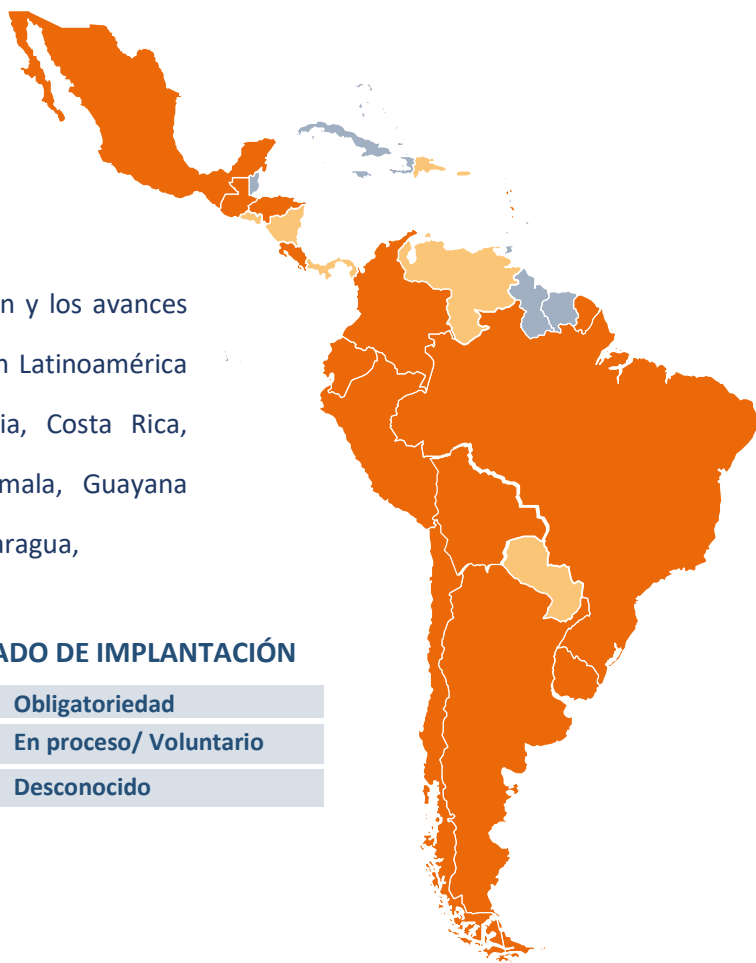 n y los avances
n Latinoamérica
ia, Costa Rica,
mala, Guayana
aragua,
ADO DE IMPLANTACIÓN
Obligatoriedad
En proceso/ Voluntario
Desconocido